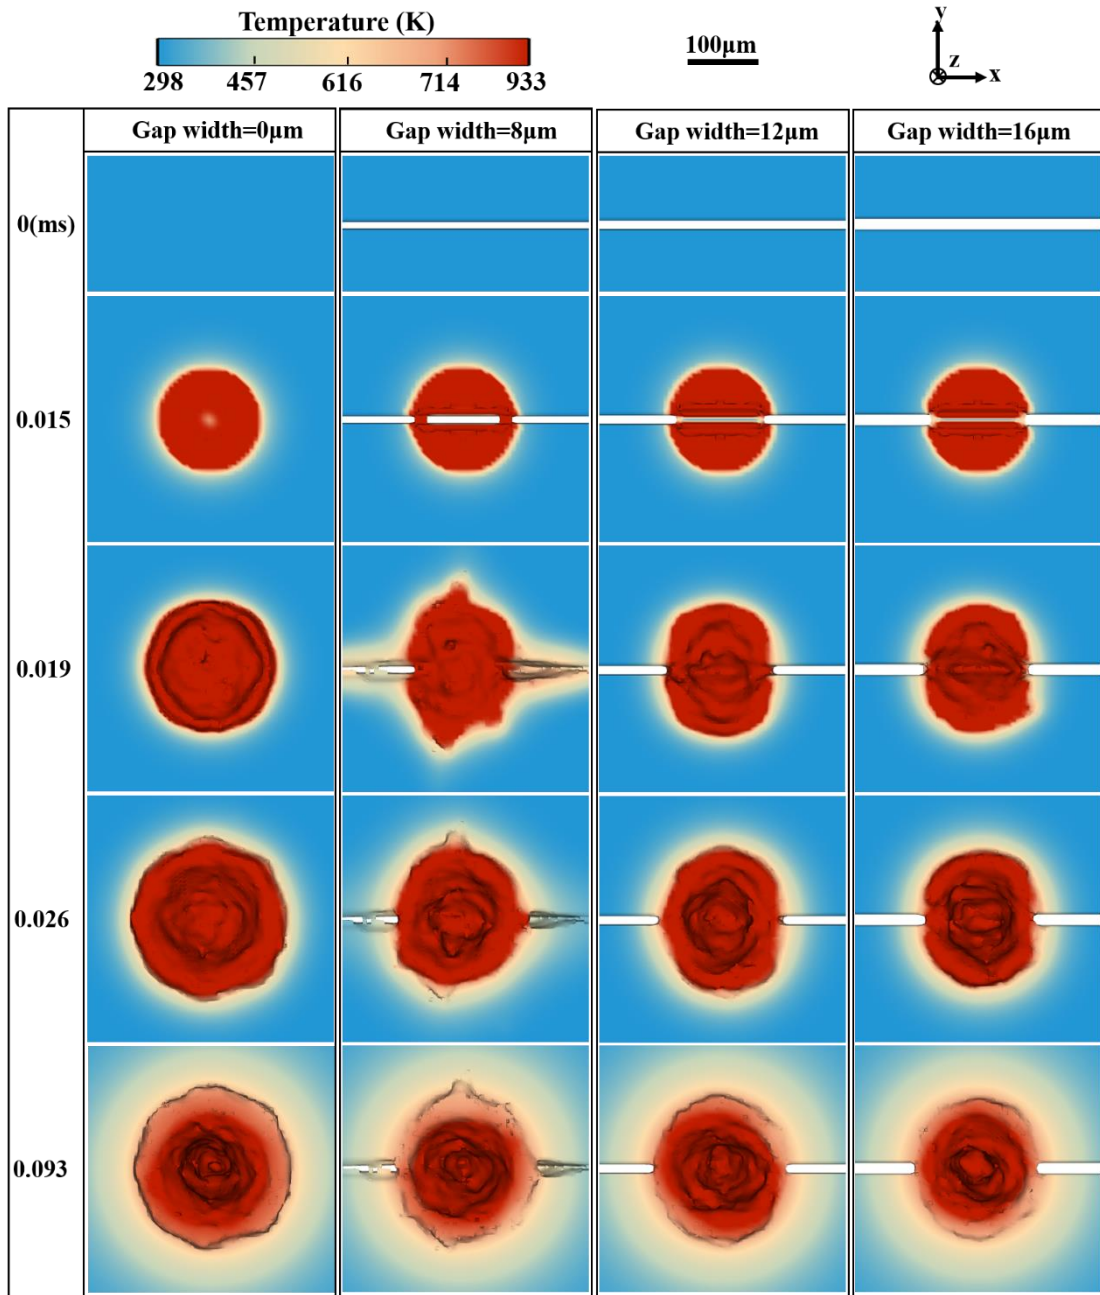 Temperature (K)
298 457 616 714 933
100μm
y
z
x
Gap width=0μm Gap width=8μm Gap width=12μm Gap width=16μm
0(ms)
0.015
0.019
0.026
0.093